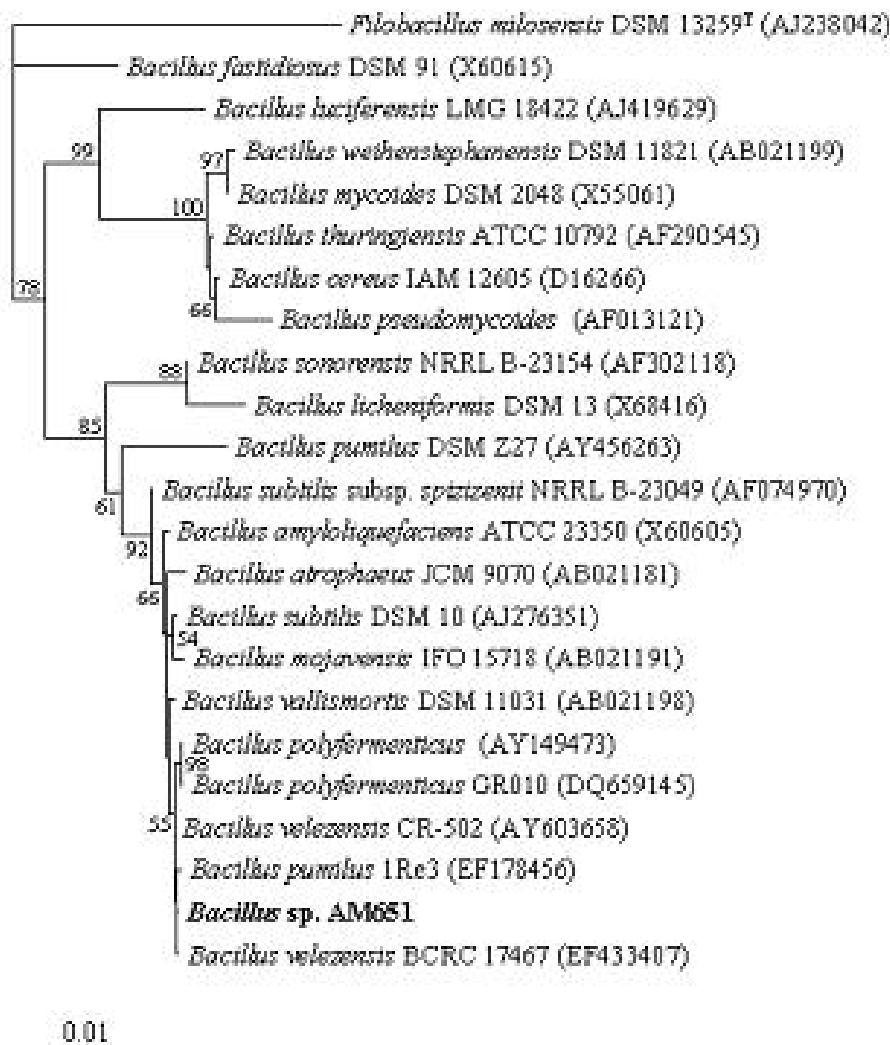 Filobacillus milosensis DSM 13259ᵀ (AJ238042)
Bacillus fastidiosus DSM 91 (X60615)
Bacillus luciferensis LMG 18422 (AJ419629)
99
Bacillus weihenstephanensis DSM 11821 (AB021199)
97
Bacillus mycoides DSM 2048 (X55061)
100
Bacillus thuringiensis ATCC 10792 (AF290545)
Bacillus cereus IAM 12605 (D16266)
78
66
Bacillus pseudomycoides (AF013121)
Bacillus sonorensis NRRL B-23154 (AF302118)
88
Bacillus licheniformis DSM 13 (X68416)
85
Bacillus pumilus DSM Z27 (AY456263)
Bacillus subtilis subsp. spizizenii NRRL B-23049 (AF074970)
61
Bacillus amyloliquefaciens ATCC 23350 (X60605)
92
Bacillus atrophaeus JCM 9070 (AB021181)
66
Bacillus subtilis DSM 10 (AJ276351)
54
Bacillus mojavensis IFO 15718 (AB021191)
Bacillus vallismortis DSM 11031 (AB021198)
Bacillus polyfermenticus (AY149473)
98
Bacillus polyfermenticus GR010 (DQ659145)
55
Bacillus velezensis CR-502 (AY603658)
Bacillus pumilus 1Re3 (EF178456)
Bacillus sp. AM651
Bacillus velezensis BCRC 17467 (EF433407)
0.01